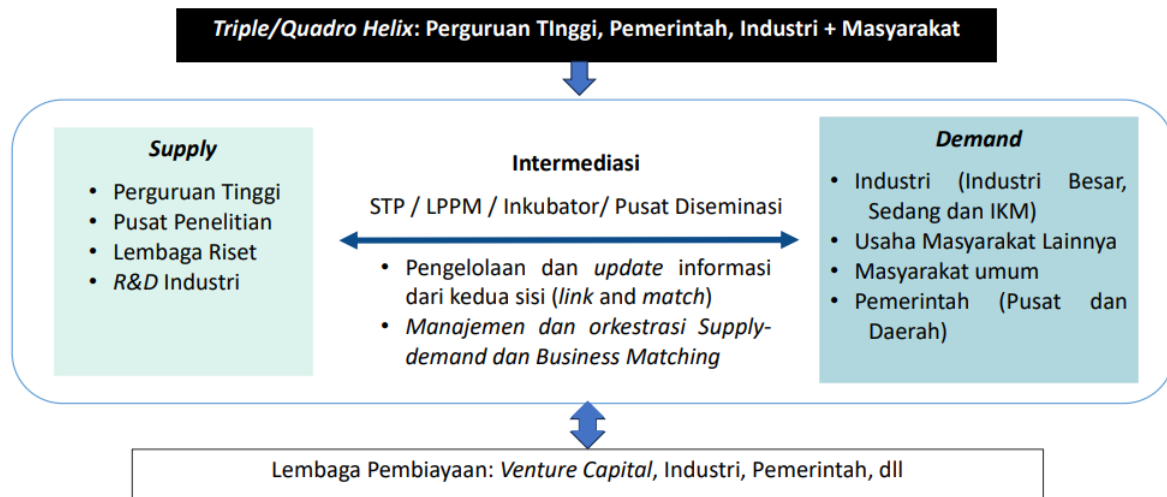 Triple/Quadro Helix: Perguruan TInggi, Pemerintah, Industri + Masyarakat
Supply
• Perguruan Tinggi
• Pusat Penelitian
• Lembaga Riset
• R&D Industri
Intermediasi
STP / LPPM / Inkubator/ Pusat Diseminasi
• Pengelolaan dan update informasi
dari kedua sisi (link and match)
• Manajemen dan orkestrasi Supply-
demand dan Business Matching
Demand
• Industri (Industri Besar,
Sedang dan IKM)
• Usaha Masyarakat Lainnya
• Masyarakat umum
• Pemerintah (Pusat dan
Daerah)
Lembaga Pembiayaan: Venture Capital, Industri, Pemerintah, dll